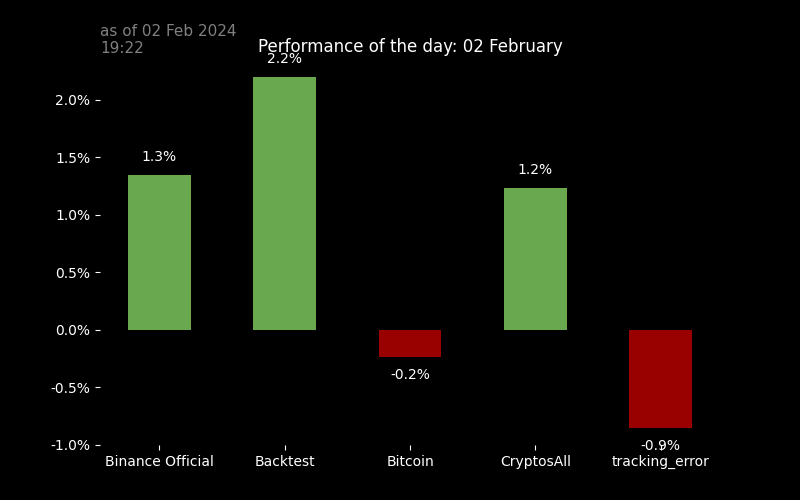 as of 02 Feb 2024
19:22
Performance of the day: 02 February
2.2%
2.0%
1.3%
1.5%
1.2%
1.0%
0.5%
0.0%
-0.2%
-0.5%
-0.9%
-1.0%
Binance Official
Backtest
Bitcoin
CryptosAll
tracking_error